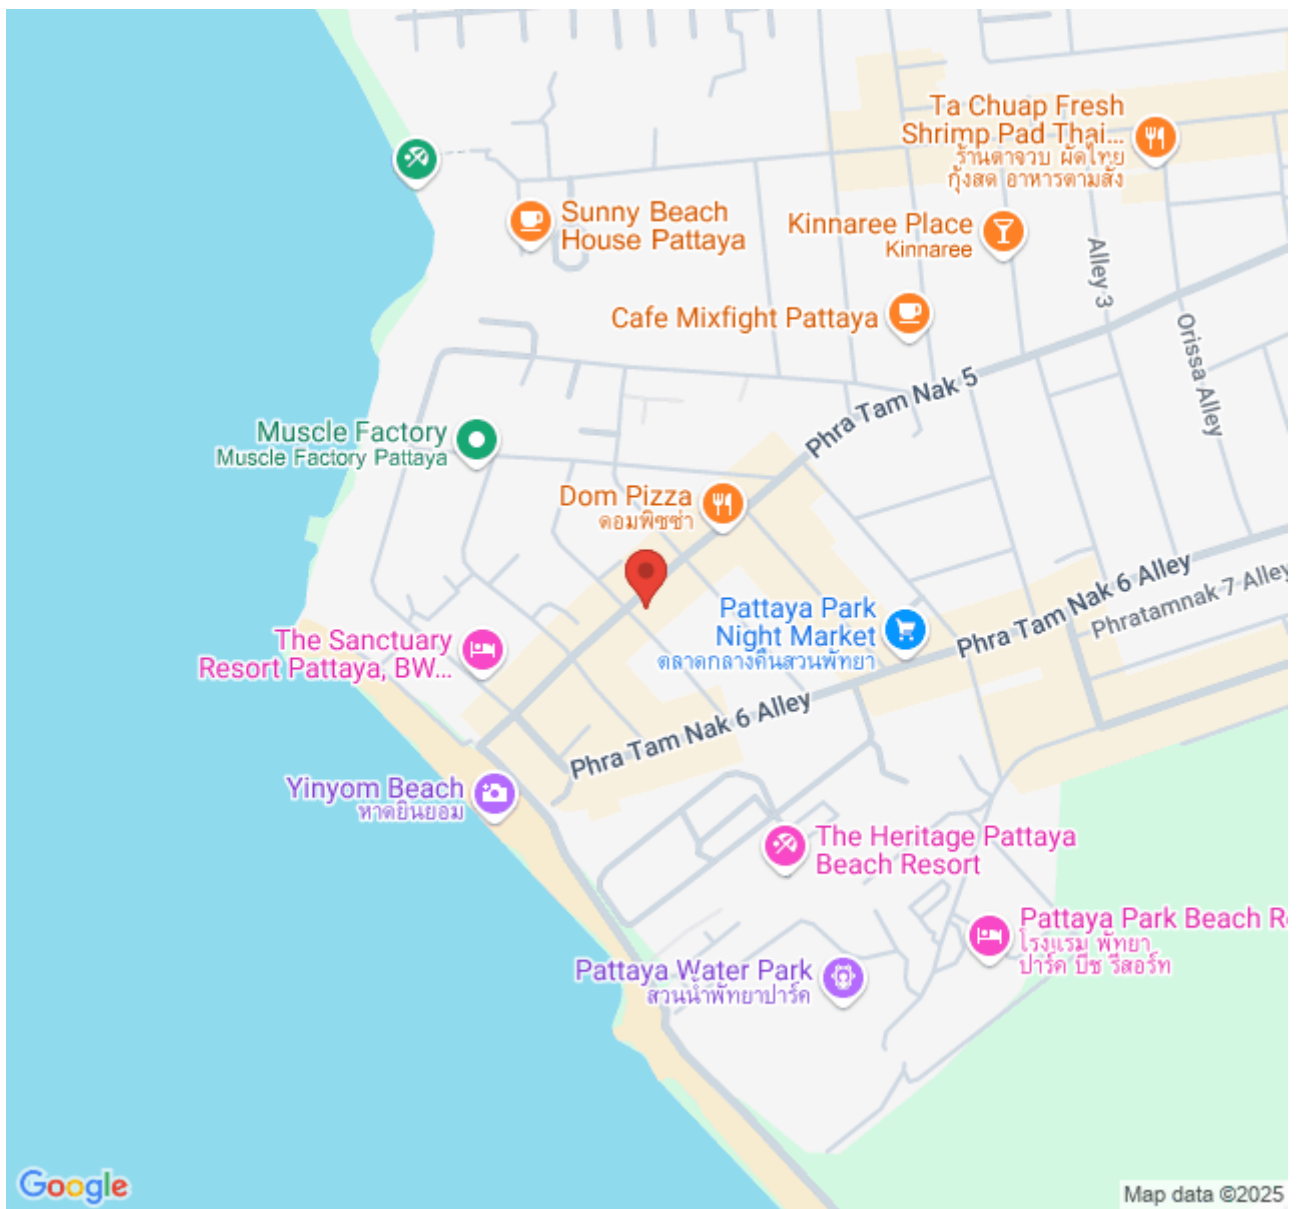 Ta Chuap Fresh
Shrimp Pad Thai...
ร้านตาจวบ ผัดไทย
กุ้งสด อาหารตามสั่ง
Sunny Beach
House Pattaya
Kinnaree Place
Kinnaree
Alley 3
Cafe Mixfight Pattaya
Orissa Alley
Phra Tam Nak 5
Muscle Factory
Muscle Factory Pattaya
Dom Pizza
ดอมพิซซ่า
Phra Tam Nak 6 Alley
Phratamnak 7 Alley
Pattaya Park
Night Market
ตลาดกลางคืนสวนพัทยา
The Sanctuary
Resort Pattaya, BW...
Phra Tam Nak 6 Alley
Yinyom Beach
หาดยินยอม
The Heritage Pattaya
Beach Resort
Pattaya Park Beach R
โรงแรม พัทยา
ปาร์ค บีช รีสอร์ท
Pattaya Water Park
สวนน้ำพัทยาปาร์ค
Google
Map data ©2025